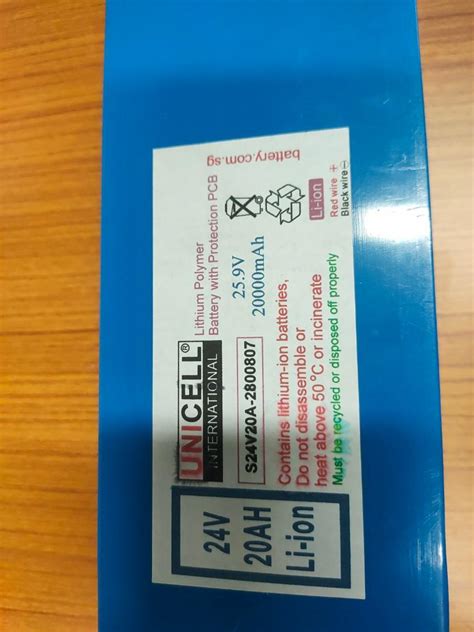 24V
20AH
Li-ion
UNICELL®
INTERNATIONAL
Lithium Polymer
Battery with Protection PCB
S24V20A-2800807
25.9V
20000mAh
battery.com.sg
Li-ion
Red wire +
Black wire −
Contains lithium-ion batteries,
Do not disassemble or
heat above 50°C or incinerate
Must be recycled or disposed off properly